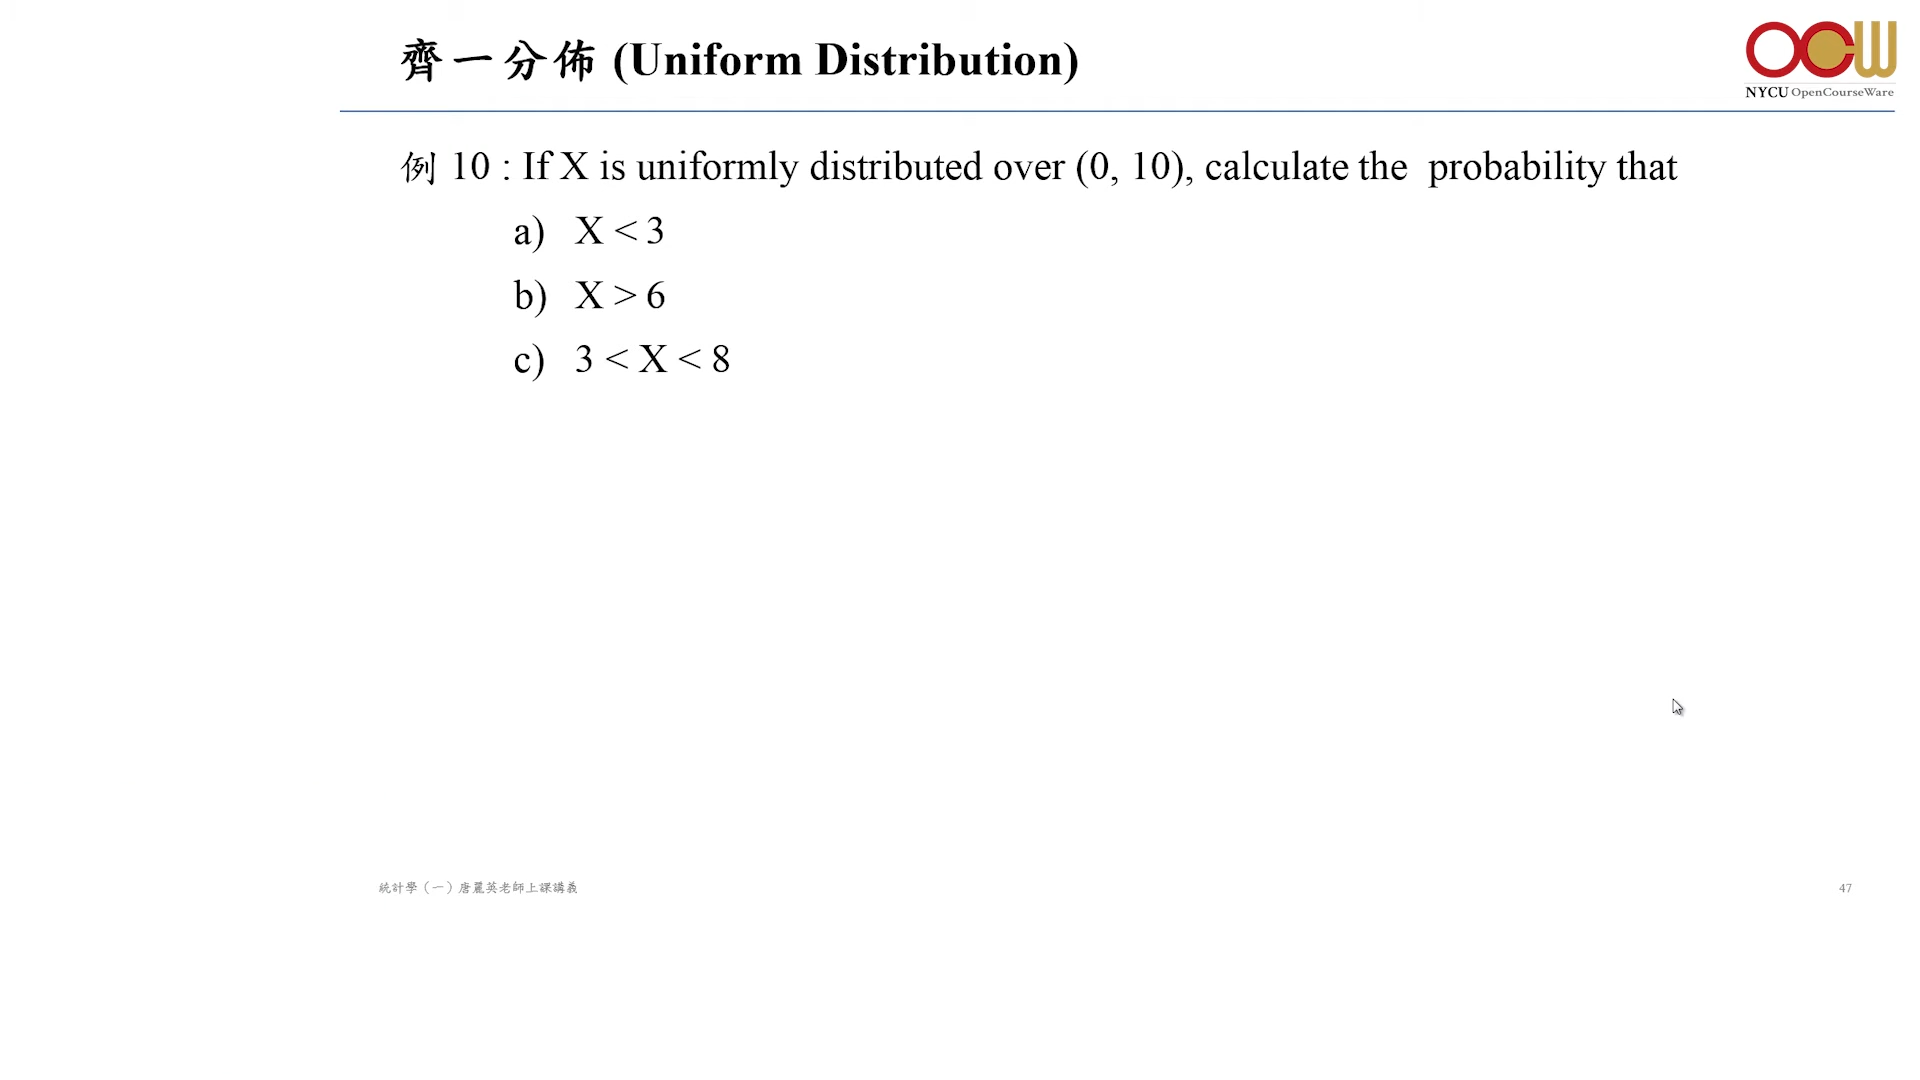 齊一分佈 (Uniform Distribution)
OCW
NYCU OpenCourseWare
例 10 : If X is uniformly distributed over (0, 10), calculate the probability that
a) X < 3
b) X > 6
c) 3 < X < 8
統計學（一）唐麗英老師上課講義
47